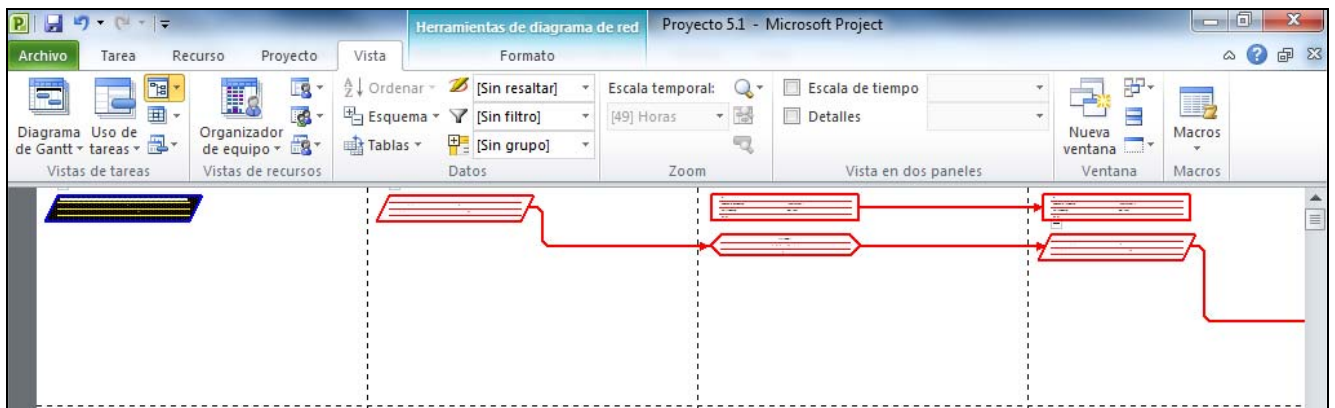 Herramientas de diagrama de red
Proyecto 5.1 - Microsoft Project
Archivo Tarea Recurso Proyecto Vista Formato
Ordenar [Sin resaltar] Escala temporal: Escala de tiempo
Esquema [Sin filtro] [49] Horas Detalles
Diagrama de Gantt
Uso de tareas
Organizador de equipo
Tablas [Sin grupo]
Nueva ventana
Macros
Vistas de tareas Vistas de recursos Datos Zoom Vista en dos paneles Ventana Macros